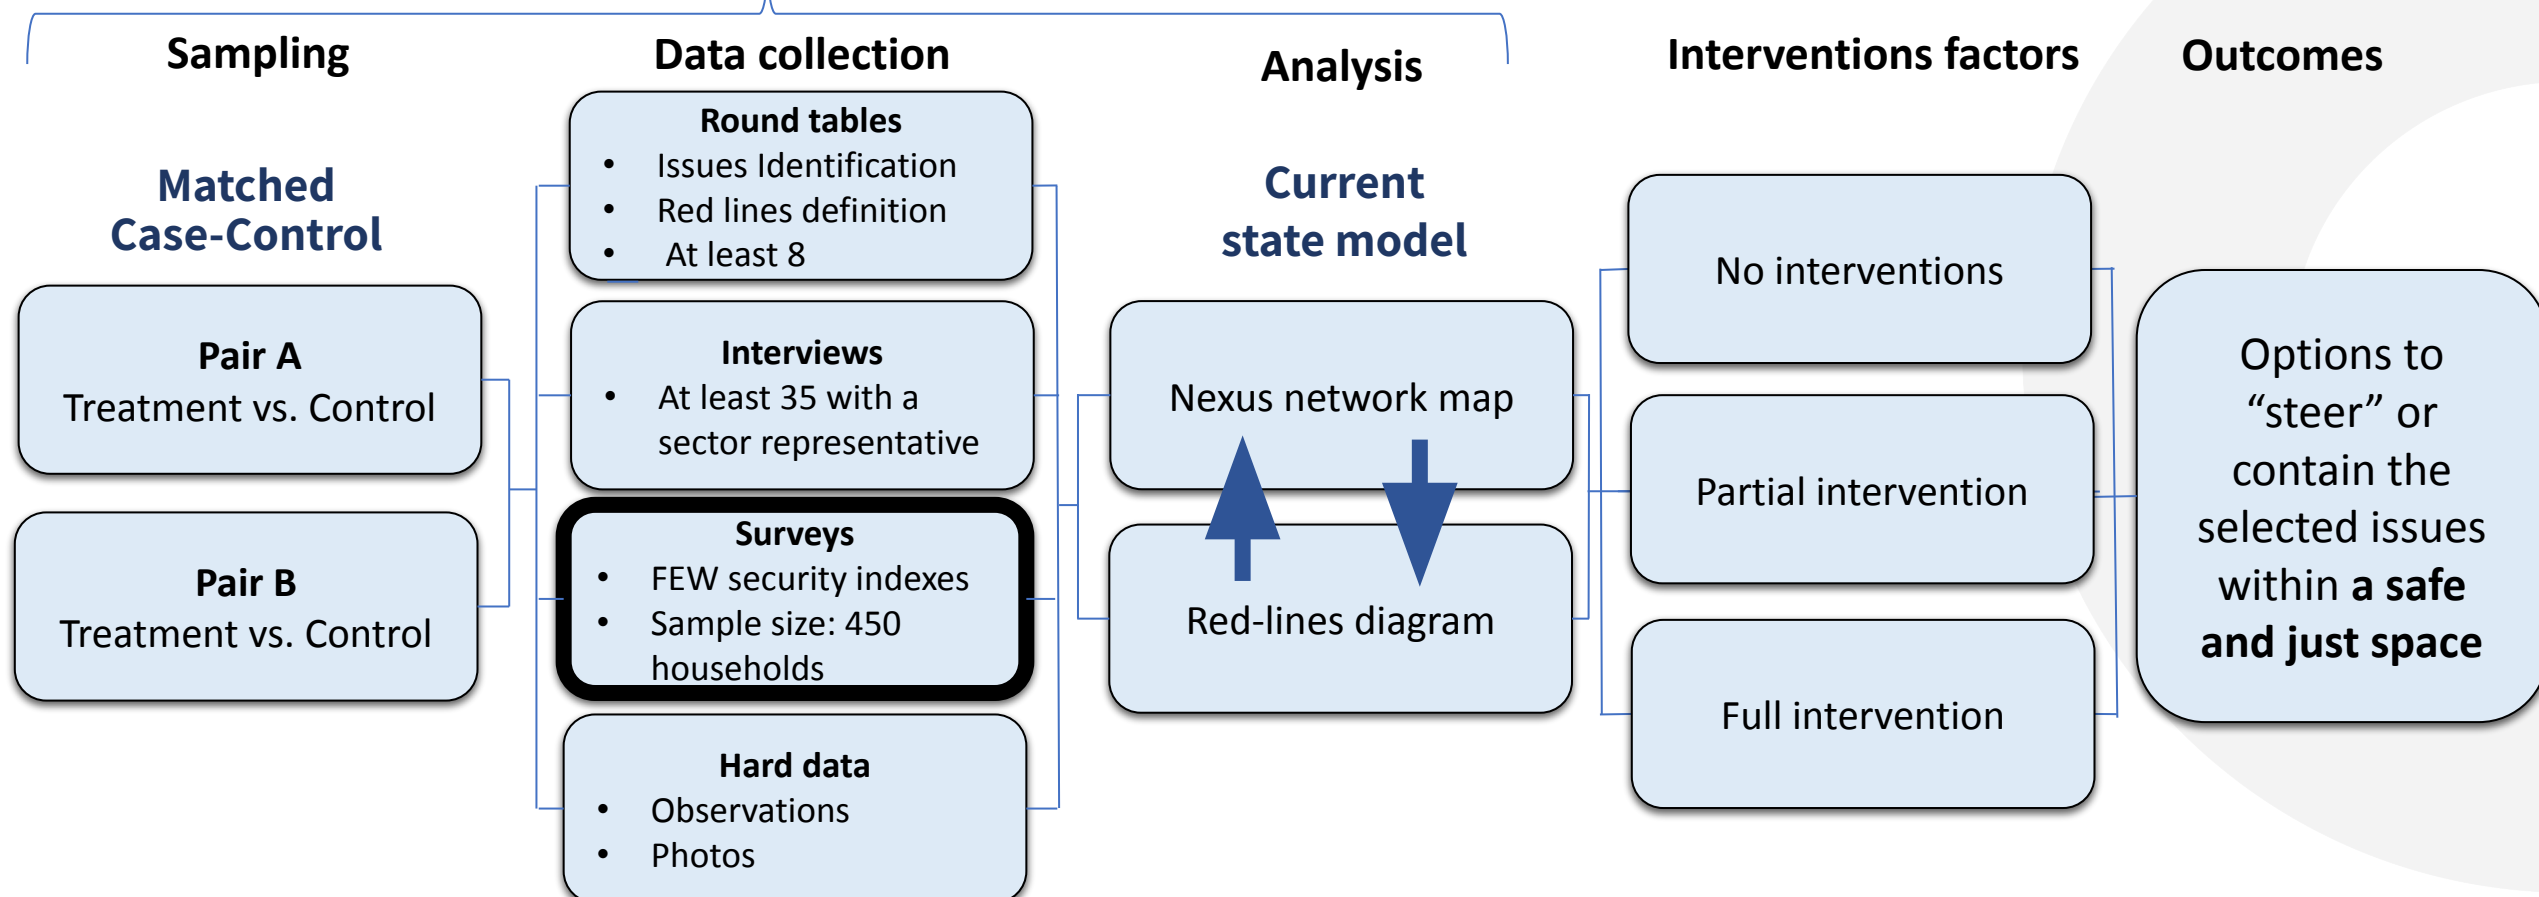 Sampling
Data collection
Analysis
Interventions factors
Outcomes
Matched
Case-Control
Pair A
Treatment vs. Control
Pair B
Treatment vs. Control
Round tables
• Issues Identification
• Red lines definition
• At least 8
Interviews
• At least 35 with a
sector representative
Surveys
• FEW security indexes
• Sample size: 450
households
Hard data
• Observations
• Photos
Current
state model
Nexus network map
Red-lines diagram
No interventions
Partial intervention
Full intervention
Options to
“steer” or
contain the
selected issues
within a safe
and just space